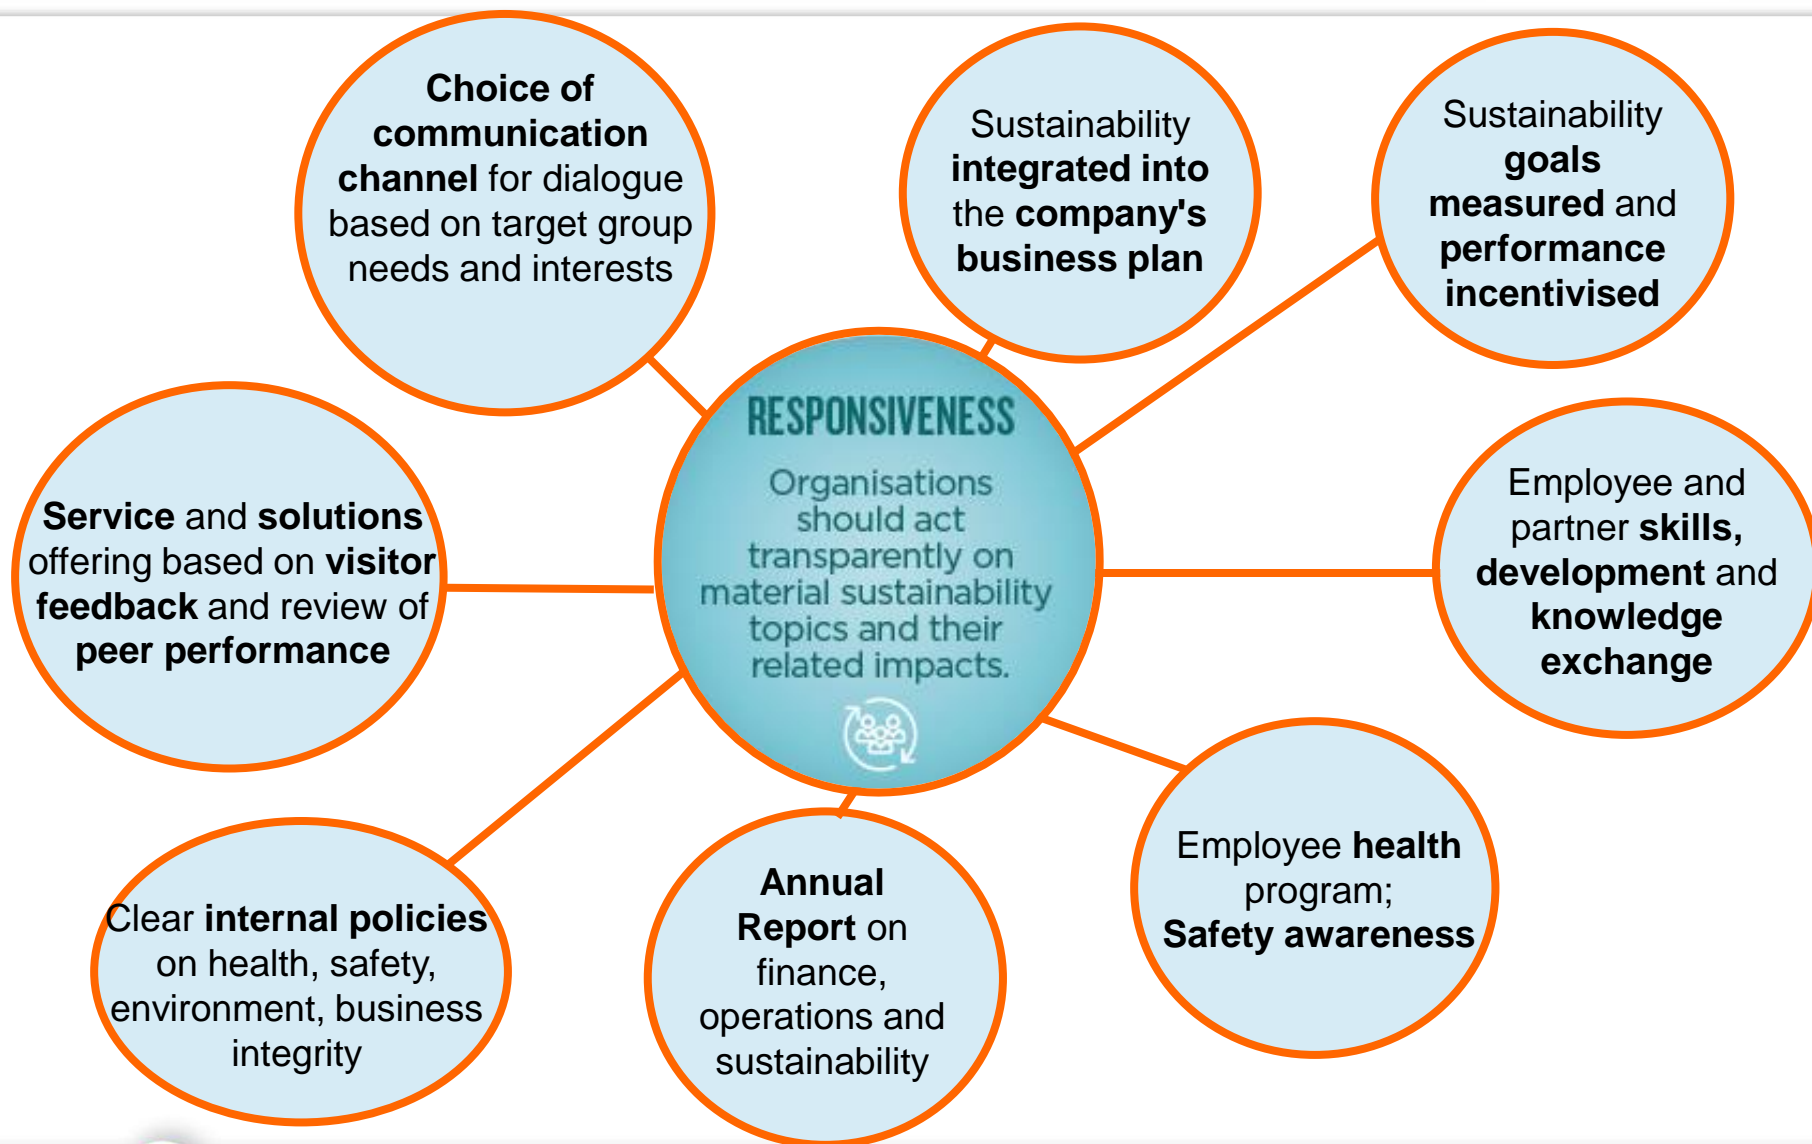 Choice of
communication
channel for dialogue
based on target group
needs and interests
Sustainability
integrated into
the company's
business plan
Sustainability
goals
measured and
performance
incentivised
RESPONSIVENESS
Organisations
should act
transparently on
material sustainability
topics and their
related impacts.
Service and solutions
offering based on visitor
feedback and review of
peer performance
Employee and
partner skills,
development and
knowledge
exchange
Clear internal policies
on health, safety,
environment, business
integrity
Annual
Report on
finance,
operations and
sustainability
Employee health
program;
Safety awareness